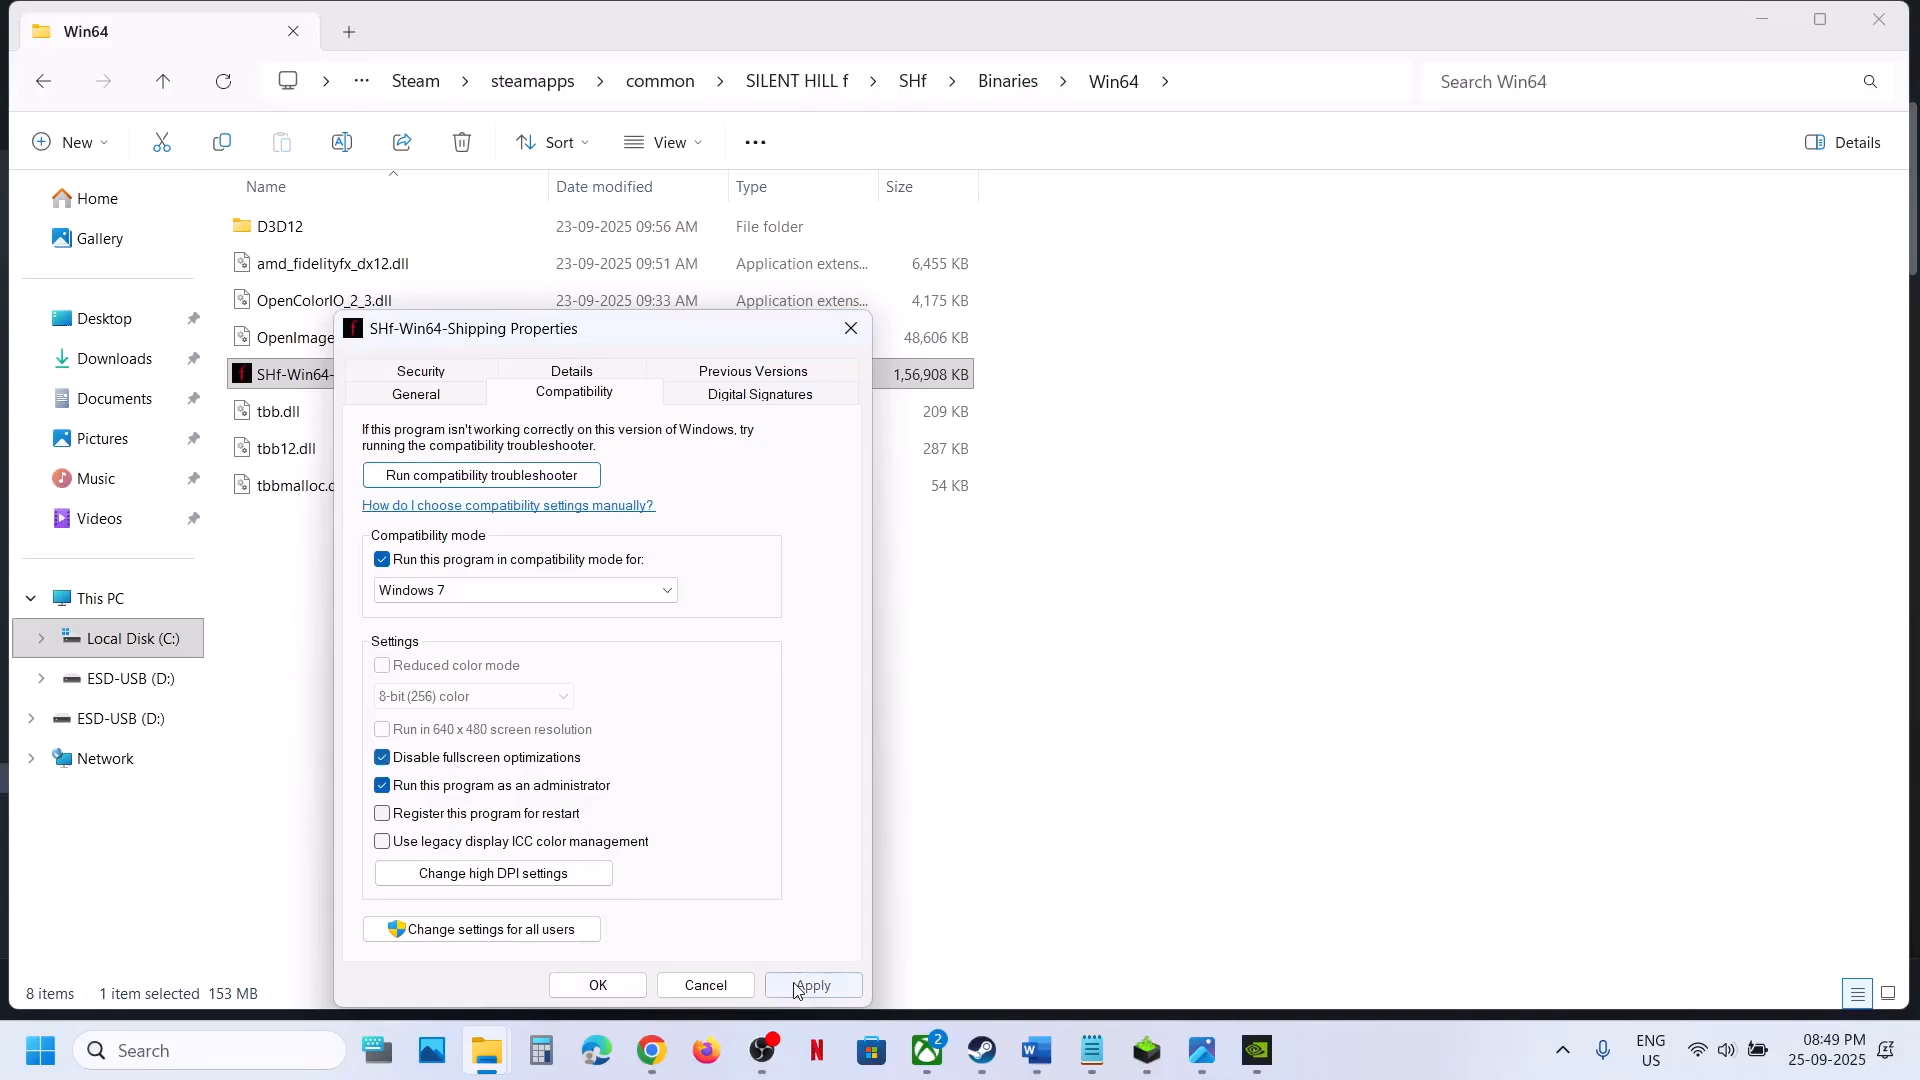 Win64
Steam
steamapps
common
SILENT HILL f
SHf
Binaries
Win64
Search Win64
New
Sort
View
Details
Name
Date modified
Type
Size
Home
Gallery
Desktop
Downloads
Documents
Pictures
Music
Videos
This PC
Local Disk (C:)
ESD-USB (D:)
ESD-USB (D:)
Network
D3D12 23-09-2025 09:56 AM File folder
amd_fidelityfx_dx12.dll 23-09-2025 09:51 AM Application extens... 6,455 KB
OpenColorIO_2_3.dll 23-09-2025 09:33 AM Application extens... 4,175 KB
OpenImage 48,606 KB
SHf-Win64- 1,56,908 KB
tbb.dll 209 KB
tbb12.dll 287 KB
tbbmalloc.d 54 KB
SHf-Win64-Shipping Properties
Security
Details
Previous Versions
General
Compatibility
Digital Signatures
If this program isn't working correctly on this version of Windows, try
running the compatibility troubleshooter.
Run compatibility troubleshooter
How do I choose compatibility settings manually?
Compatibility mode
Run this program in compatibility mode for:
Windows 7
Settings
Reduced color mode
8-bit (256) color
Run in 640 x 480 screen resolution
Disable fullscreen optimizations
Run this program as an administrator
Register this program for restart
Use legacy display ICC color management
Change high DPI settings
Change settings for all users
OK
Cancel
Apply
8 items
1 item selected 153 MB
Search
2
ENG
US
08:49 PM
25-09-2025